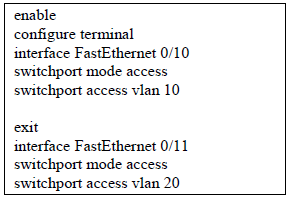 enable
configure terminal
interface FastEthernet 0/10
switchport mode access
switchport access vlan 10
exit
interface FastEthernet 0/11
switchport mode access
switchport access vlan 20